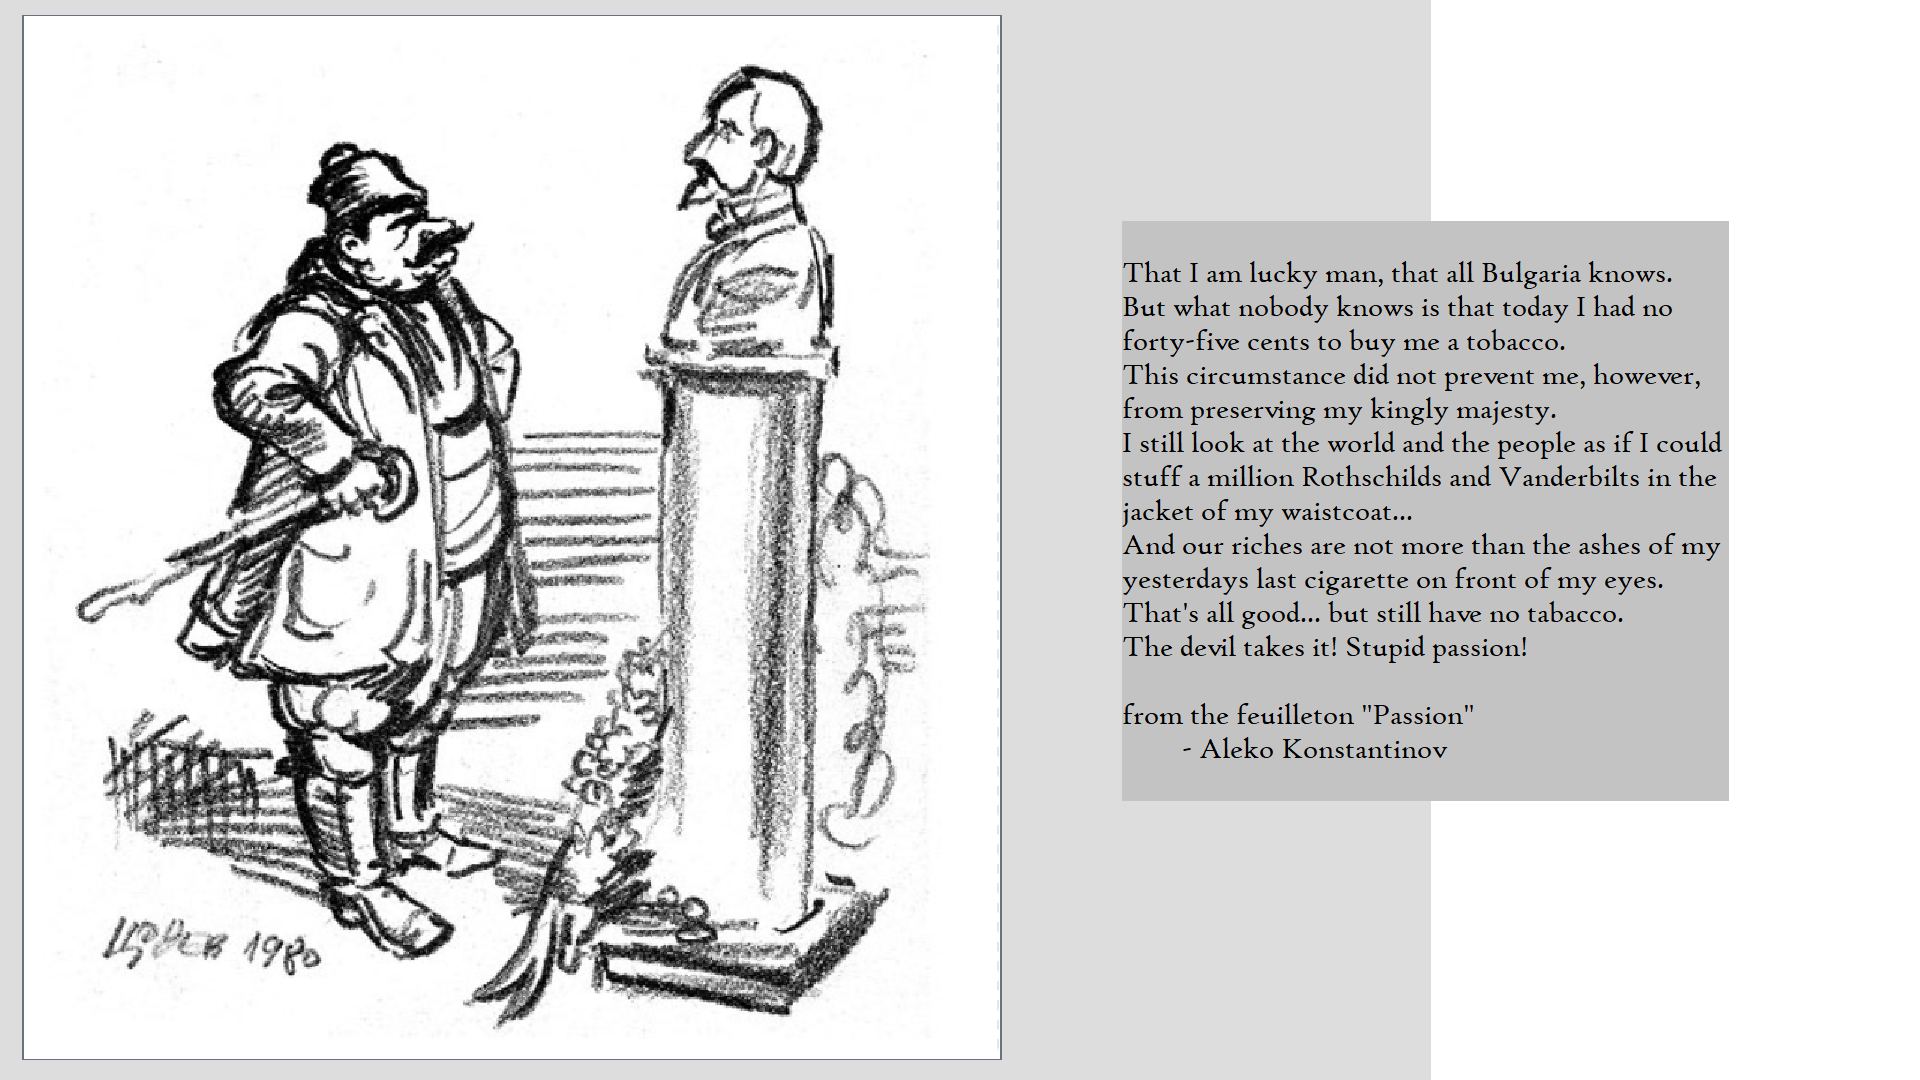 That I am lucky man, that all Bulgaria knows.
But what nobody knows is that today I had no
forty-five cents to buy me a tobacco.
This circumstance did not prevent me, however,
from preserving my kingly majesty.
I still look at the world and the people as if I could
stuff a million Rothschilds and Vanderbilts in the
jacket of my waistcoat...
And our riches are not more than the ashes of my
yesterdays last cigarette on front of my eyes.
That's all good... but still have no tabacco.
The devil takes it! Stupid passion!
from the feuilleton "Passion"
- Aleko Konstantinov
1980